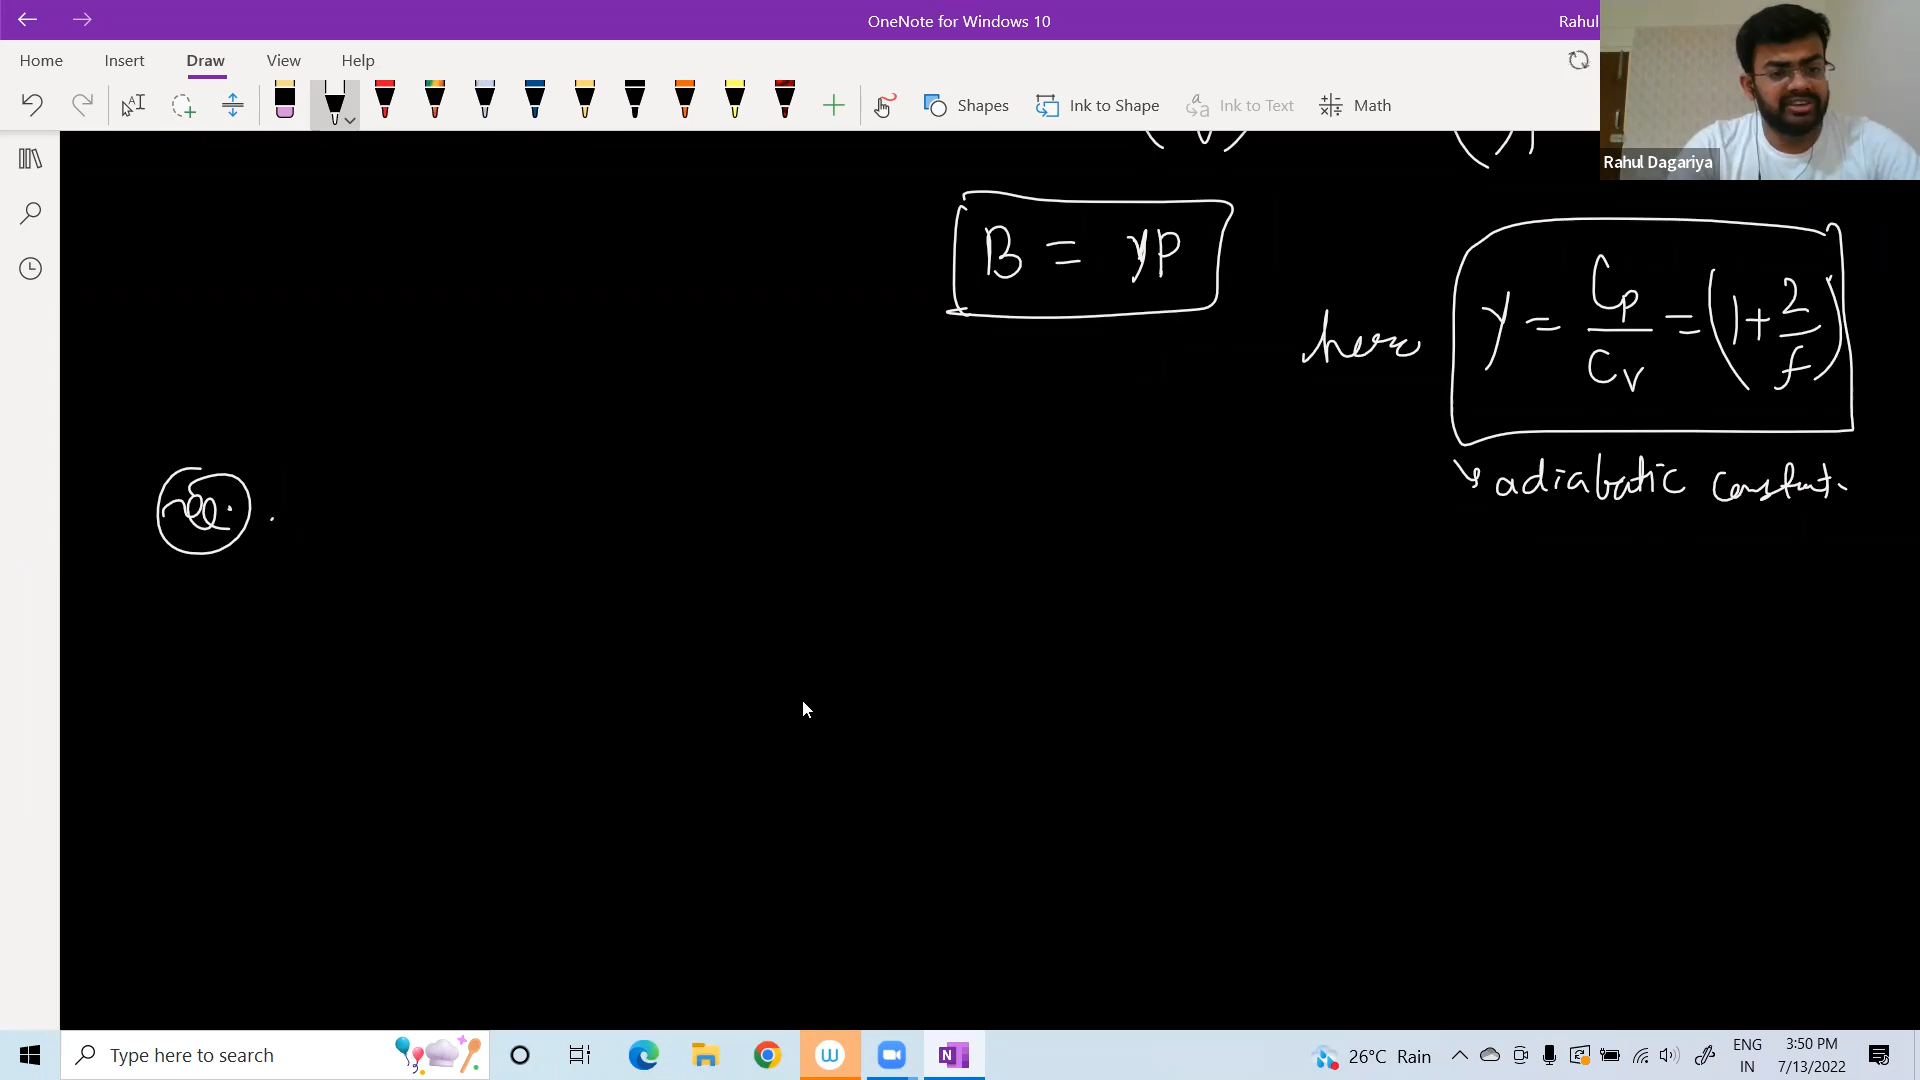 OneNote for Windows 10
Rahul
Home Insert Draw View Help
Shapes Ink to Shape Ink to Text Math
Rahul Dagariya
B = γP
here γ = Cp/Cv = (1 + 2/f)
↳ adiabatic constant.
Type here to search
26°C Rain
ENG
IN
3:50 PM
7/13/2022